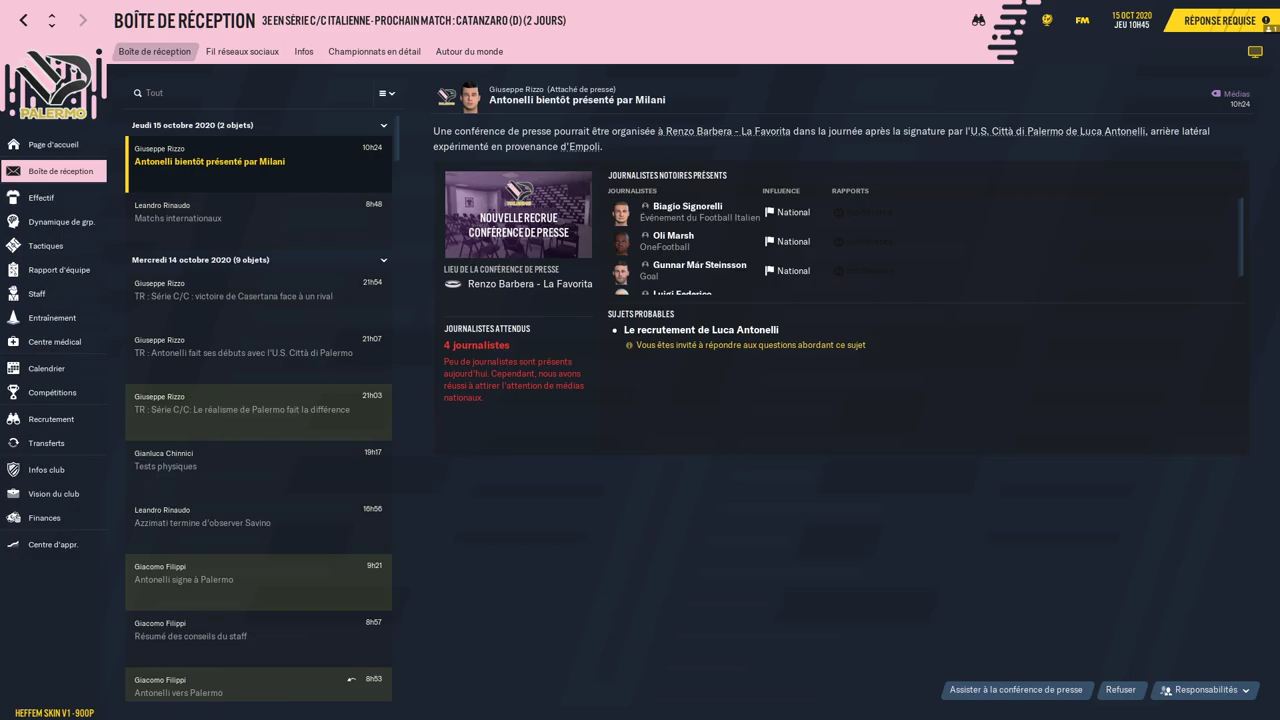 BOÎTE DE RÉCEPTION 3E EN SÉRIE C/C ITALIENNE - PROCHAIN MATCH : CATANZARO (D) (2 JOURS)
FM
15 OCT 2020
JEU 10H45
RÉPONSE REQUISE
1
Boîte de réception Fil réseaux sociaux Infos Championnats en détail Autour du monde
PALERMO
Page d'accueil
Boîte de réception
Effectif
Dynamique de grp.
Tactiques
Rapport d'équipe
Staff
Entraînement
Centre médical
Calendrier
Compétitions
Recrutement
Transferts
Infos club
Vision du club
Finances
Centre d'appr.
HEFFEM SKIN V1 - 900P
Tout
Jeudi 15 octobre 2020 (2 objets)
Giuseppe Rizzo 10h24
Antonelli bientôt présenté par Milani
Leandro Rinaudo 8h48
Matchs internationaux
Mercredi 14 octobre 2020 (9 objets)
Giuseppe Rizzo 21h54
TR : Série C/C : victoire de Casertana face à un rival
Giuseppe Rizzo 21h07
TR : Antonelli fait ses débuts avec l'U.S. Città di Palermo
Giuseppe Rizzo 21h03
TR : Série C/C: Le réalisme de Palermo fait la différence
Gianluca Chinnici 19h17
Tests physiques
Leandro Rinaudo 16h56
Azzimati termine d'observer Savino
Giacomo Filippi 9h21
Antonelli signe à Palermo
Giacomo Filippi 8h57
Résumé des conseils du staff
Giacomo Filippi 8h53
Antonelli vers Palermo
Giuseppe Rizzo (Attaché de presse)
Antonelli bientôt présenté par Milani
Médias
10h24
Une conférence de presse pourrait être organisée à Renzo Barbera - La Favorita dans la journée après la signature par l'U.S. Città di Palermo de Luca Antonelli, arrière latéral
expérimenté en provenance d'Empoli.
PALERMO
NOUVELLE RECRUE
CONFÉRENCE DE PRESSE
LIEU DE LA CONFÉRENCE DE PRESSE
Renzo Barbera - La Favorita
JOURNALISTES ATTENDUS
4 journalistes
Peu de journalistes sont présents
aujourd'hui. Cependant, nous avons
réussi à attirer l'attention de médias
nationaux.
JOURNALISTES NOTOIRES PRÉSENTS
JOURNALISTES INFLUENCE RAPPORTS
Biagio Signorelli
Événement du Football Italien
National
Oli Marsh
OneFootball
National
Gunnar Már Steinsson
Goal
National
Luigi Federico
SUJETS PROBABLES
Le recrutement de Luca Antonelli
Vous êtes invité à répondre aux questions abordant ce sujet
Assister à la conférence de presse Refuser Responsabilités